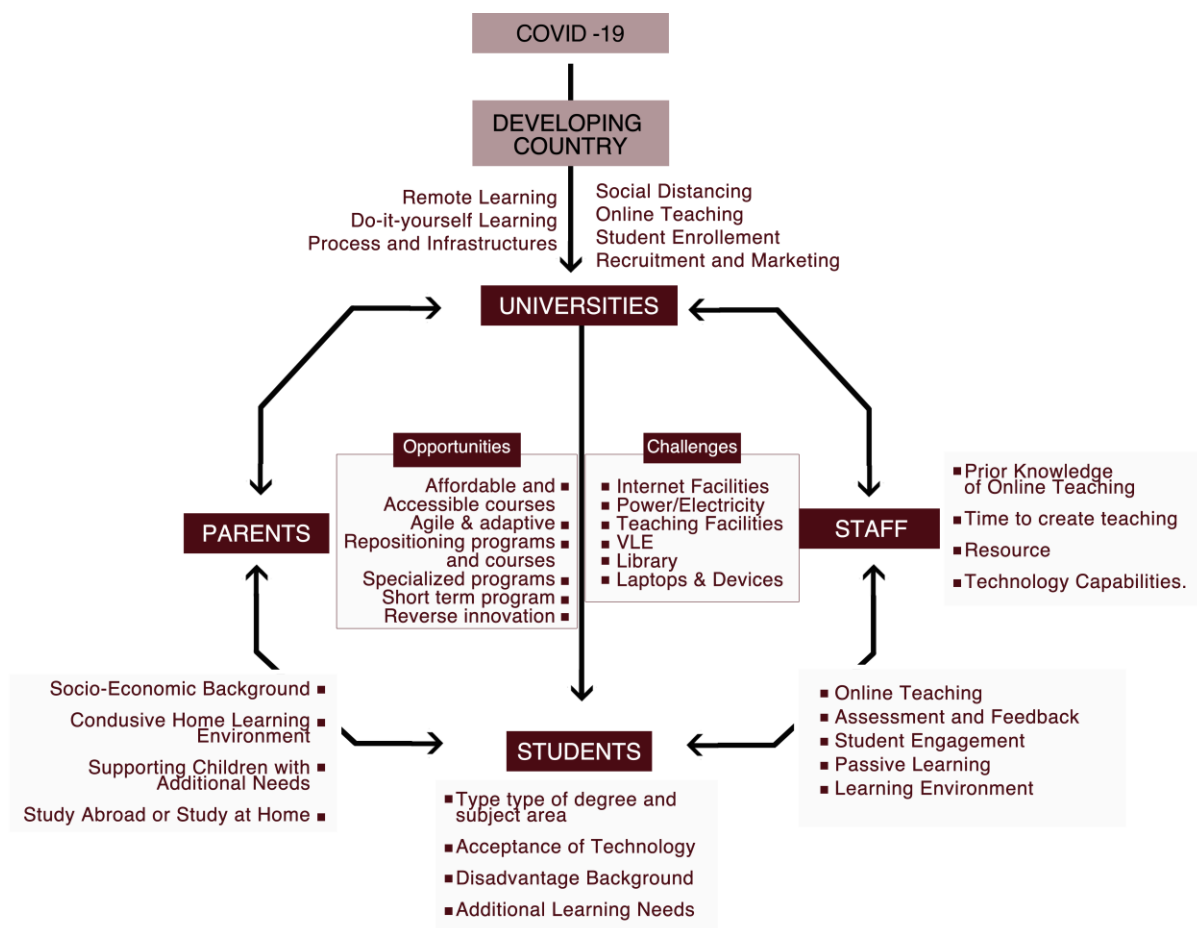 COVID -19
DEVELOPING
COUNTRY
Remote Learning
Do-it-yourself Learning
Process and Infrastructures
Social Distancing
Online Teaching
Student Enrollement
Recruitment and Marketing
UNIVERSITIES
Opportunities
Affordable and
Accessible courses
Agile & adaptive
Repositioning programs
and courses
Specialized programs
Short term program
Reverse innovation
Challenges
Internet Facilities
Power/Electricity
Teaching Facilities
VLE
Library
Laptops & Devices
PARENTS
STAFF
Prior Knowledge
of Online Teaching
Time to create teaching
Resource
Technology Capabilities.
Socio-Economic Background
Condusive Home Learning
Environment
Supporting Children with
Additional Needs
Study Abroad or Study at Home
STUDENTS
Type type of degree and
subject area
Acceptance of Technology
Disadvantage Background
Additional Learning Needs
Online Teaching
Assessment and Feedback
Student Engagement
Passive Learning
Learning Environment